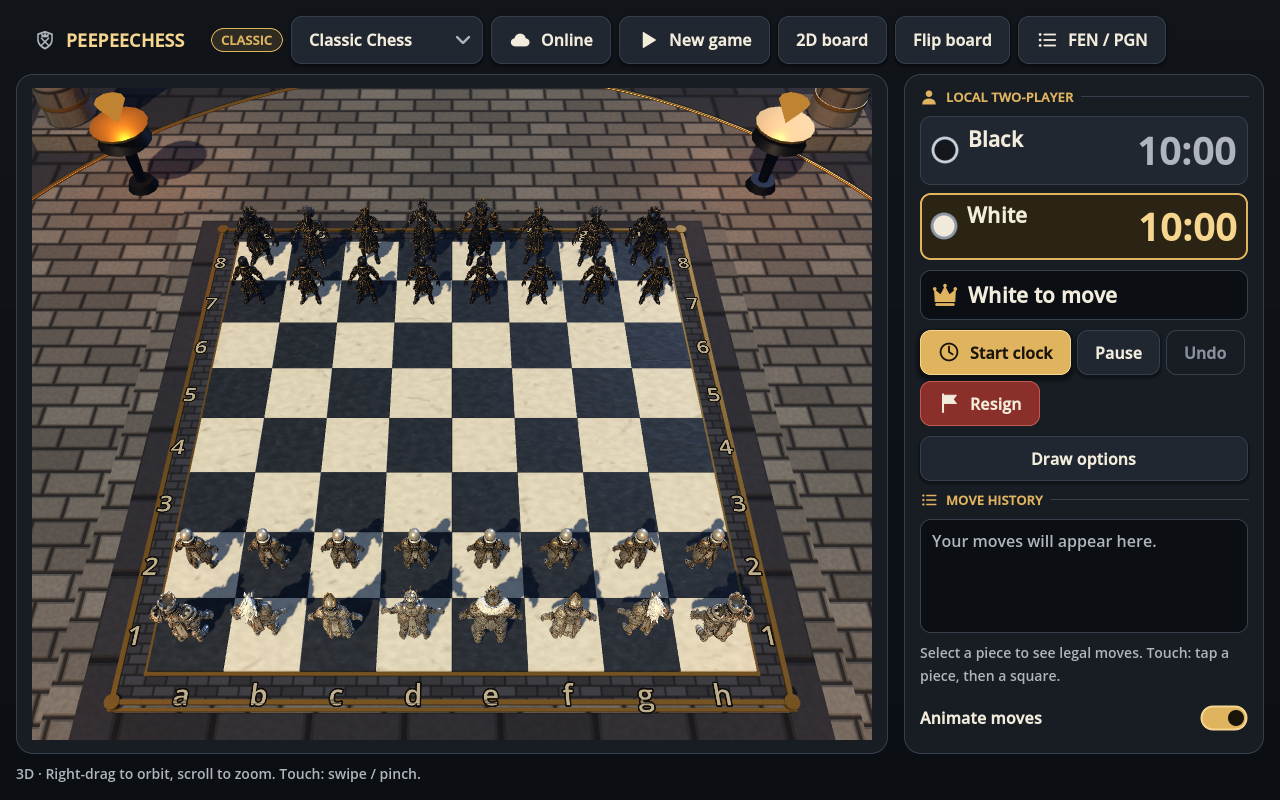 PEEPEECHESS
CLASSIC
Classic Chess
Online
New game
2D board
Flip board
FEN / PGN
8 8
7 7
6 6
5 5
4 4
3 3
2 2
1 1
a b c d e f g h
LOCAL TWO-PLAYER
Black 10:00
White 10:00
White to move
Start clock
Pause
Undo
Resign
Draw options
MOVE HISTORY
Your moves will appear here.
Select a piece to see legal moves. Touch: tap a
piece, then a square.
Animate moves
3D · Right-drag to orbit, scroll to zoom. Touch: swipe / pinch.